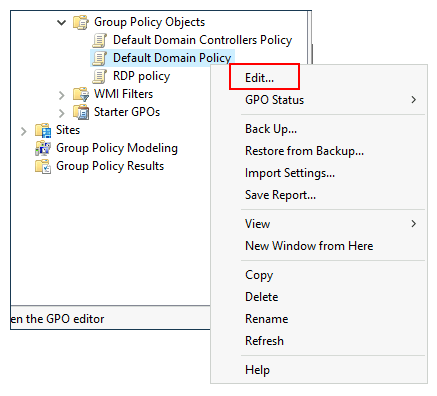 Group Policy Objects
Default Domain Controllers Policy
Default Domain Policy
RDP policy
WMI Filters
Starter GPOs
Sites
Group Policy Modeling
Group Policy Results
en the GPO editor
Edit...
GPO Status
Back Up...
Restore from Backup...
Import Settings...
Save Report...
View
New Window from Here
Copy
Delete
Rename
Refresh
Help